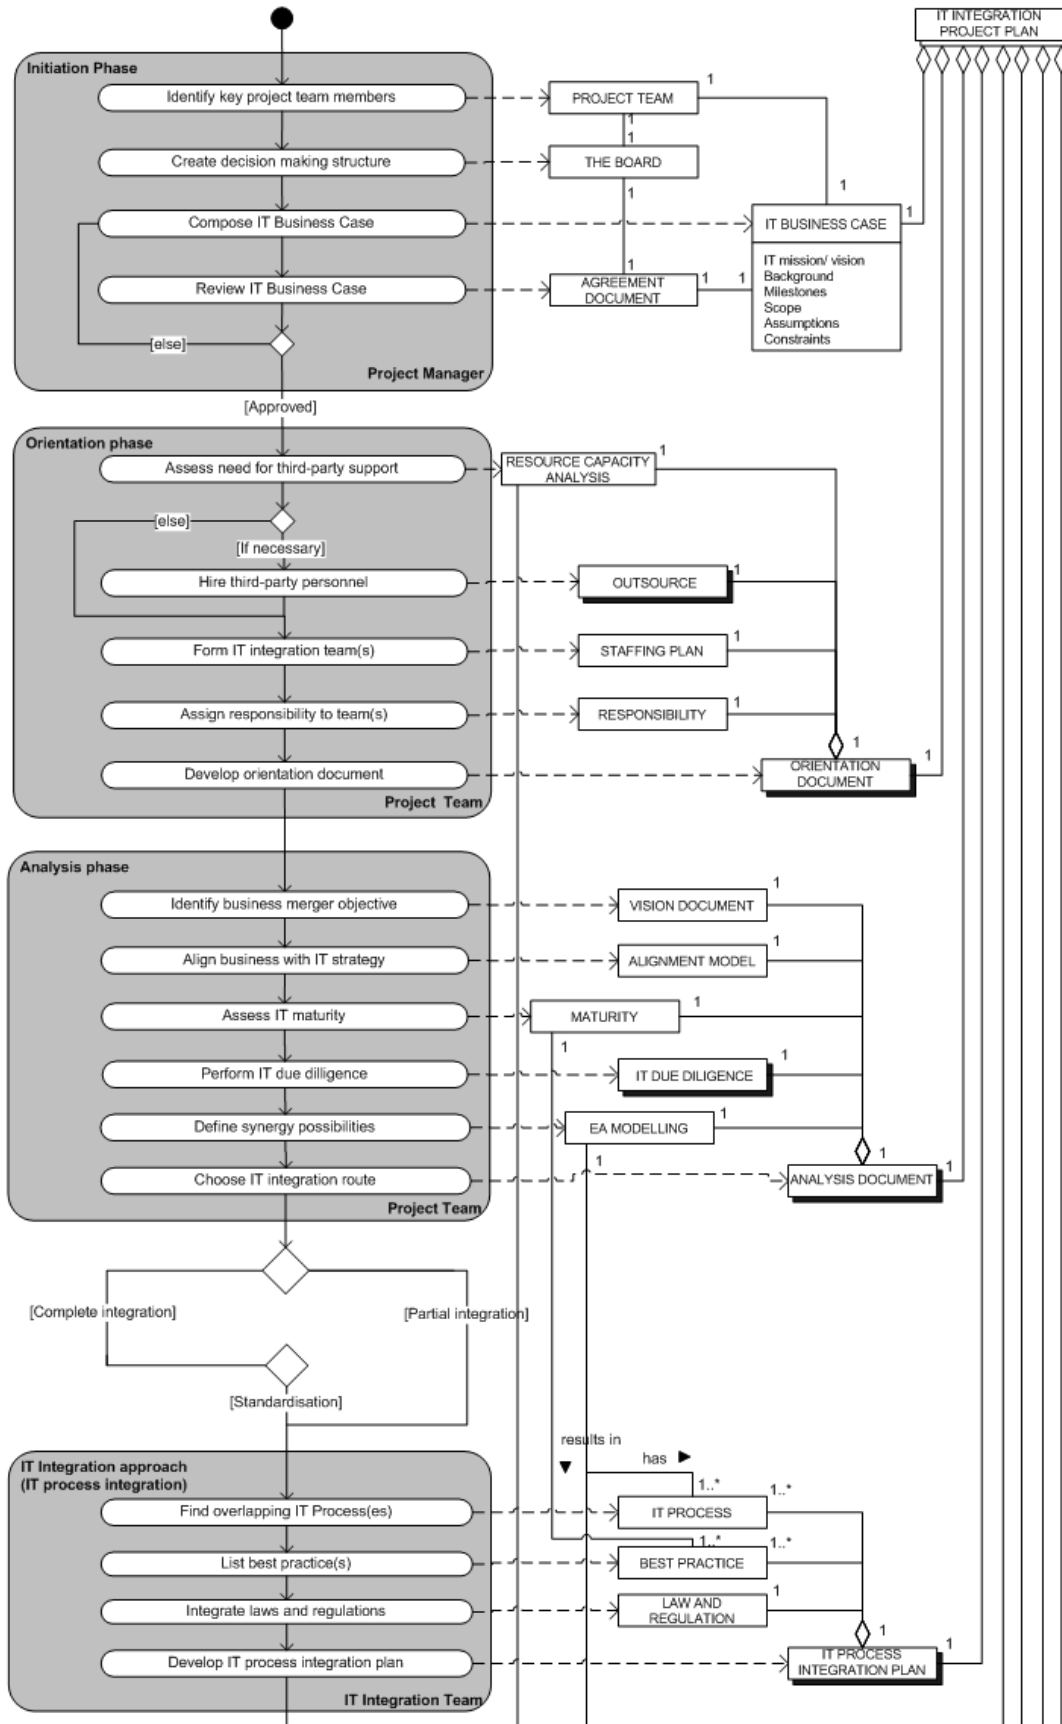 IT INTEGRATION
PROJECT PLAN
Initiation Phase
Identify key project team members
PROJECT TEAM
1
1
1
Create decision making structure
THE BOARD
1
1
Compose IT Business Case
IT BUSINESS CASE
1
IT mission/ vision
Background
Milestones
Scope
Assumptions
Constraints
1
Review IT Business Case
AGREEMENT
DOCUMENT
1
1
[else]
Project Manager
[Approved]
Orientation phase
Assess need for third-party support
RESOURCE CAPACITY
ANALYSIS
1
[else]
[If necessary]
Hire third-party personnel
OUTSOURCE
1
Form IT integration team(s)
STAFFING PLAN
1
Assign responsibility to team(s)
RESPONSIBILITY
1
1
Develop orientation document
ORIENTATION
DOCUMENT
1
Project Team
Analysis phase
Identify business merger objective
VISION DOCUMENT
1
Align business with IT strategy
ALIGNMENT MODEL
1
Assess IT maturity
MATURITY
1
1
Perform IT due dilligence
IT DUE DILIGENCE
1
Define synergy possibilities
EA MODELLING
1
1
1
Choose IT integration route
ANALYSIS DOCUMENT
1
Project Team
[Complete integration]
[Partial integration]
[Standardisation]
results in
has
IT Integration approach
(IT process integration)
1..*
1..*
Find overlapping IT Process(es)
IT PROCESS
1..*
1..*
List best practice(s)
BEST PRACTICE
Integrate laws and regulations
LAW AND
REGULATION
1
1
Develop IT process integration plan
IT PROCESS
INTEGRATION PLAN
1
IT Integration Team